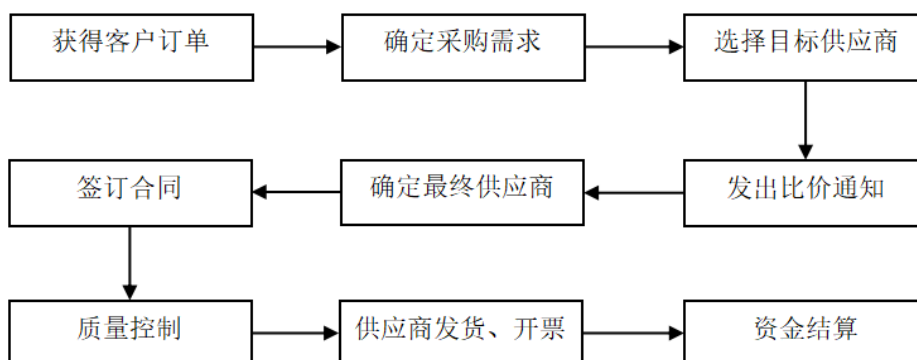 获得客户订单
确定采购需求
选择目标供应商
签订合同
确定最终供应商
发出比价通知
质量控制
供应商发货、开票
资金结算